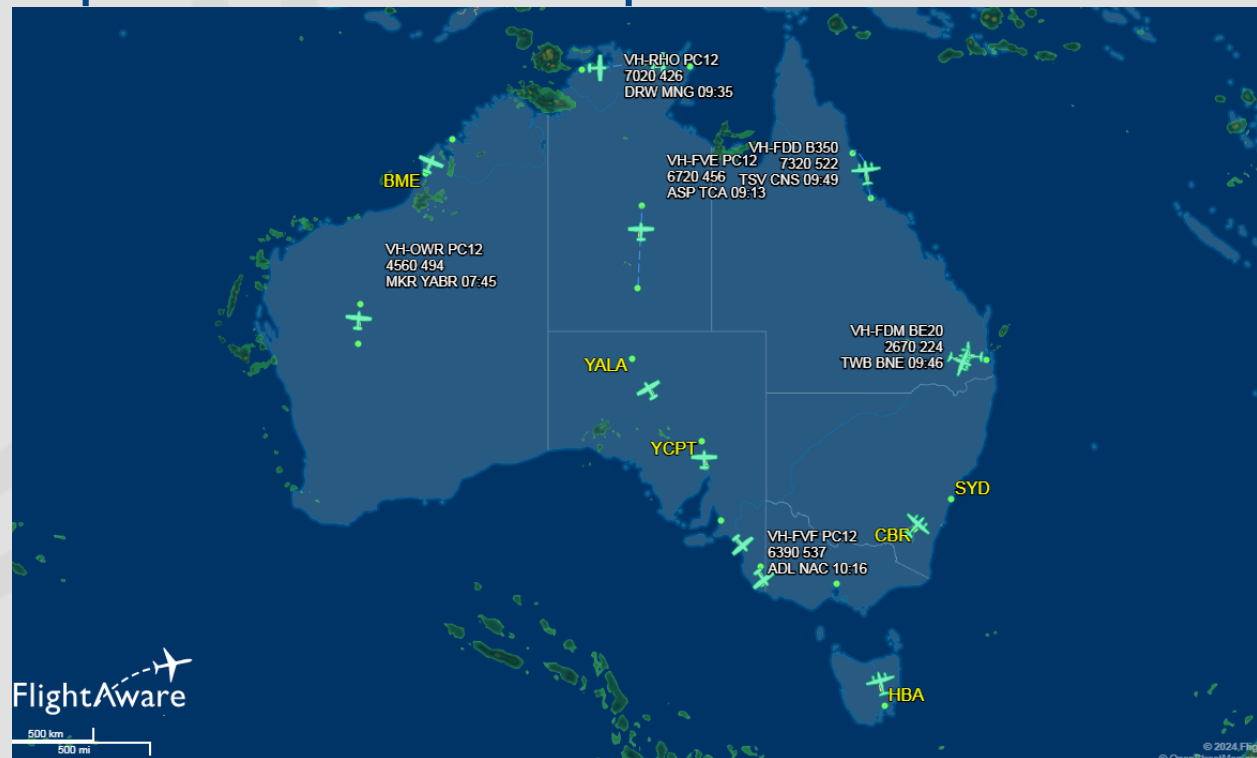 VH-RHO PC12
7020 426
DRW MNG 09:35
VH-FDD B350
7320 522
TSV CNS 09:49
VH-FVE PC12
6720 456
ASP TCA 09:13
BME
VH-OWR PC12
4560 494
MKR YABR 07:45
VH-FDM BE20
2670 224
TWB BNE 09:46
YALA
YCPT
SYD
CBR
VH-FVF PC12
6390 537
ADL NAC 10:16
HBA
FlightAware
500 km
500 mi
© 2024 Flig